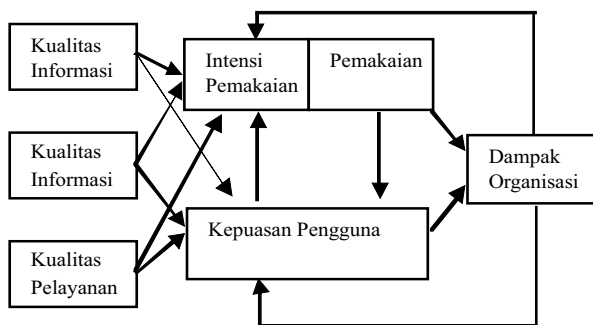 Kualitas
Informasi
Intensi
Pemakaian
Pemakaian
Kualitas
Informasi
Dampak
Organisasi
Kepuasan Pengguna
Kualitas
Pelayanan